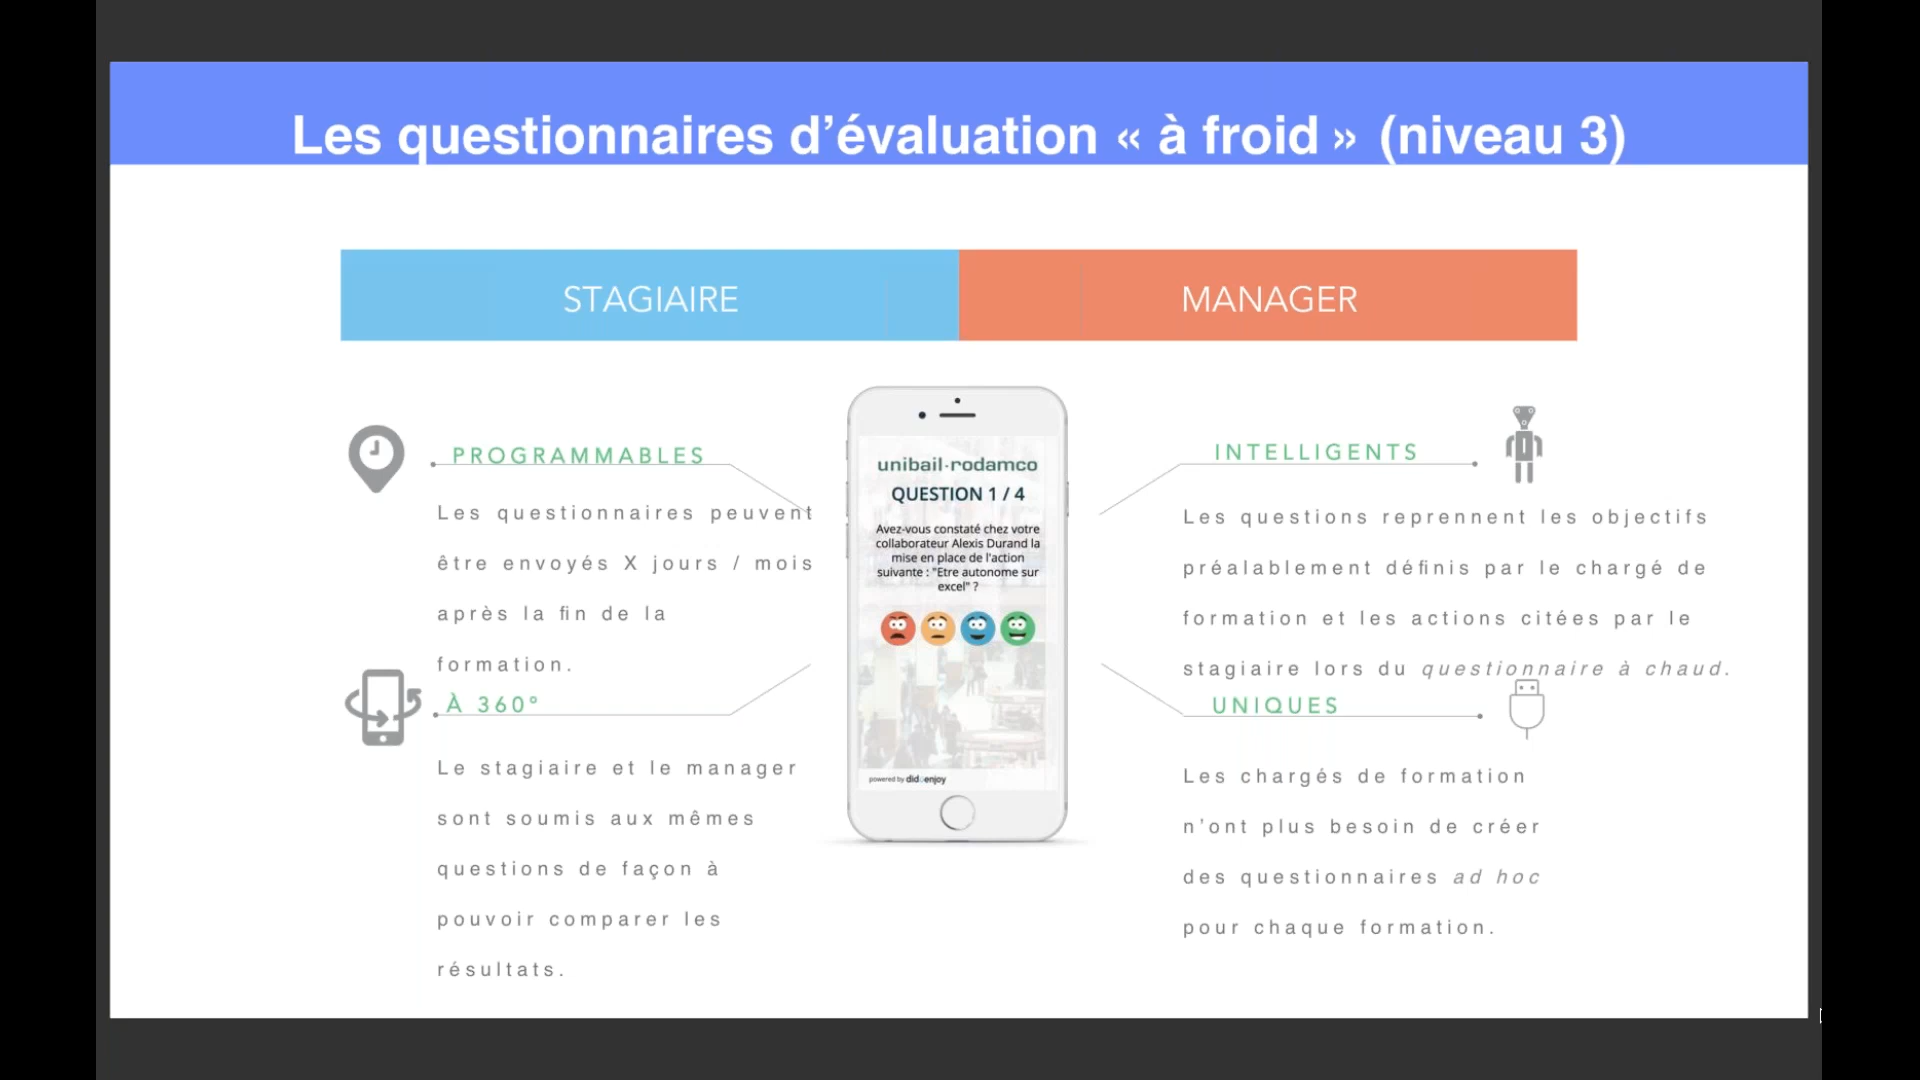 Les questionnaires d’évaluation « à froid » (niveau 3)
STAGIAIRE
MANAGER
PROGRAMMABLES
Les questionnaires peuvent
être envoyés X jours / mois
après la fin de la
formation.
À 360°
Le stagiaire et le manager
sont soumis aux mêmes
questions de façon à
pouvoir comparer les
résultats.
unibail·rodamco
QUESTION 1 / 4
Avez-vous constaté chez votre
collaborateur Alexis Durand la
mise en place de l'action
suivante : "Etre autonome sur
excel" ?
powered by did enjoy
INTELLIGENTS
Les questions reprennent les objectifs
préalablement définis par le chargé de
formation et les actions citées par le
stagiaire lors du questionnaire à chaud.
UNIQUES
Les chargés de formation
n’ont plus besoin de créer
des questionnaires ad hoc
pour chaque formation.